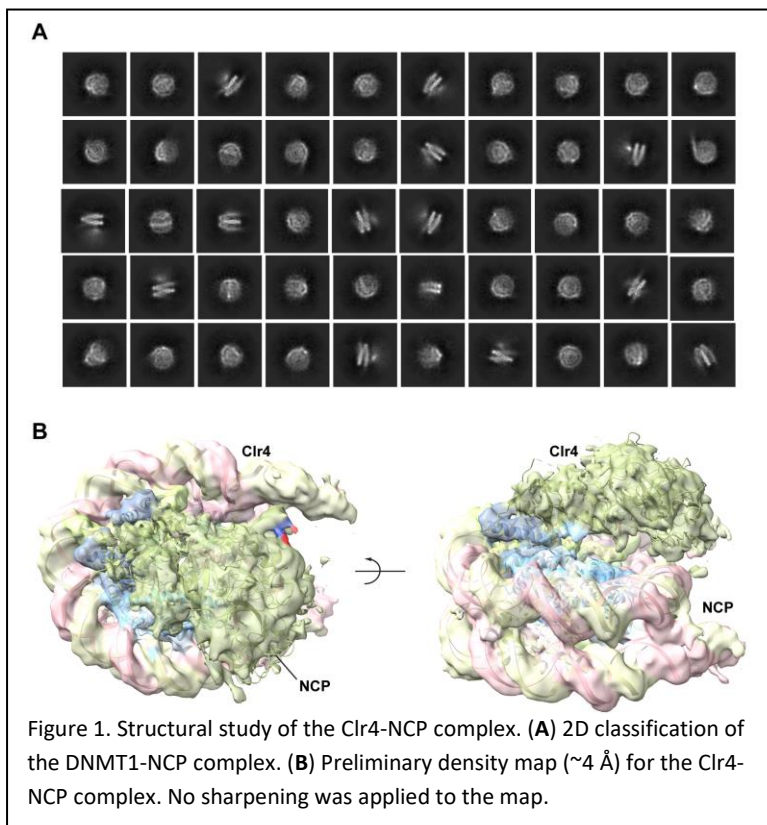 A
B
Clr4
Clr4
NCP
NCP
Figure 1. Structural study of the Clr4-NCP complex. (A) 2D classification of
the DNMT1-NCP complex. (B) Preliminary density map (~4 Å) for the Clr4-
NCP complex. No sharpening was applied to the map.